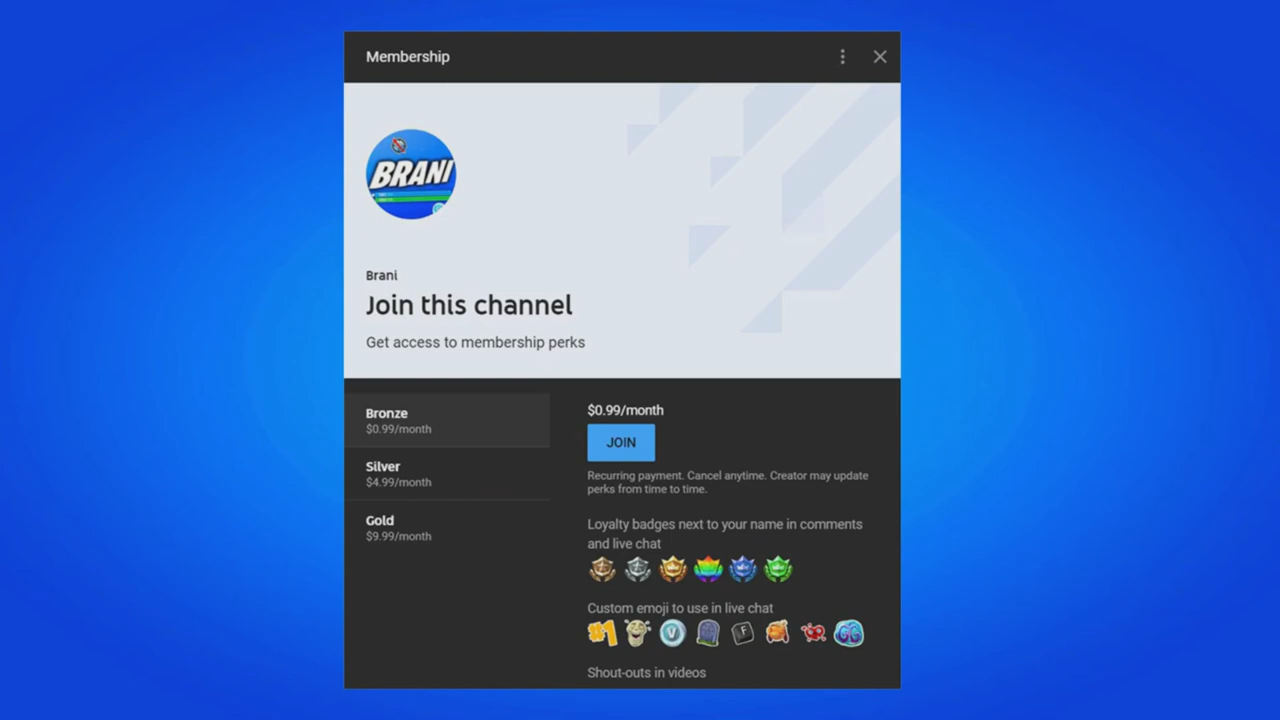 Membership
BRANI
Brani
Join this channel
Get access to membership perks
Bronze
$0.99/month
Silver
$4.99/month
Gold
$9.99/month
$0.99/month
JOIN
Recurring payment. Cancel anytime. Creator may update
perks from time to time.
Loyalty badges next to your name in comments
and live chat
Custom emoji to use in live chat
#1
V
F
GG
Shout-outs in videos